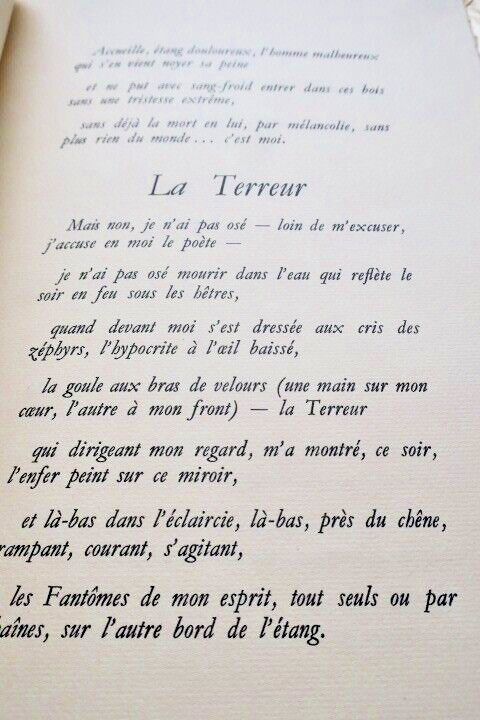 Accueille, étang douloureux, l'homme malheureux
qui s'en vient noyer sa peine
et ne put avec sang-froid entrer dans ces bois
sans une tristesse extrême,
sans déjà la mort en lui, par mélancolie, sans
plus rien du monde... c'est moi.
La Terreur
Mais non, je n'ai pas osé — loin de m'excuser,
j'accuse en moi le poète —
je n'ai pas osé mourir dans l'eau qui reflète le
soir en feu sous les hêtres,
quand devant moi s'est dressée aux cris des
zéphyrs, l'hypocrite à l'œil baissé,
la goule aux bras de velours (une main sur mon
cœur, l'autre à mon front) — la Terreur
qui dirigeant mon regard, m'a montré, ce soir,
l'enfer peint sur ce miroir,
et là-bas dans l'éclaircie, là-bas, près du chêne,
rampant, courant, s'agitant,
les Fantômes de mon esprit, tout seuls ou par
aînes, sur l'autre bord de l'étang.